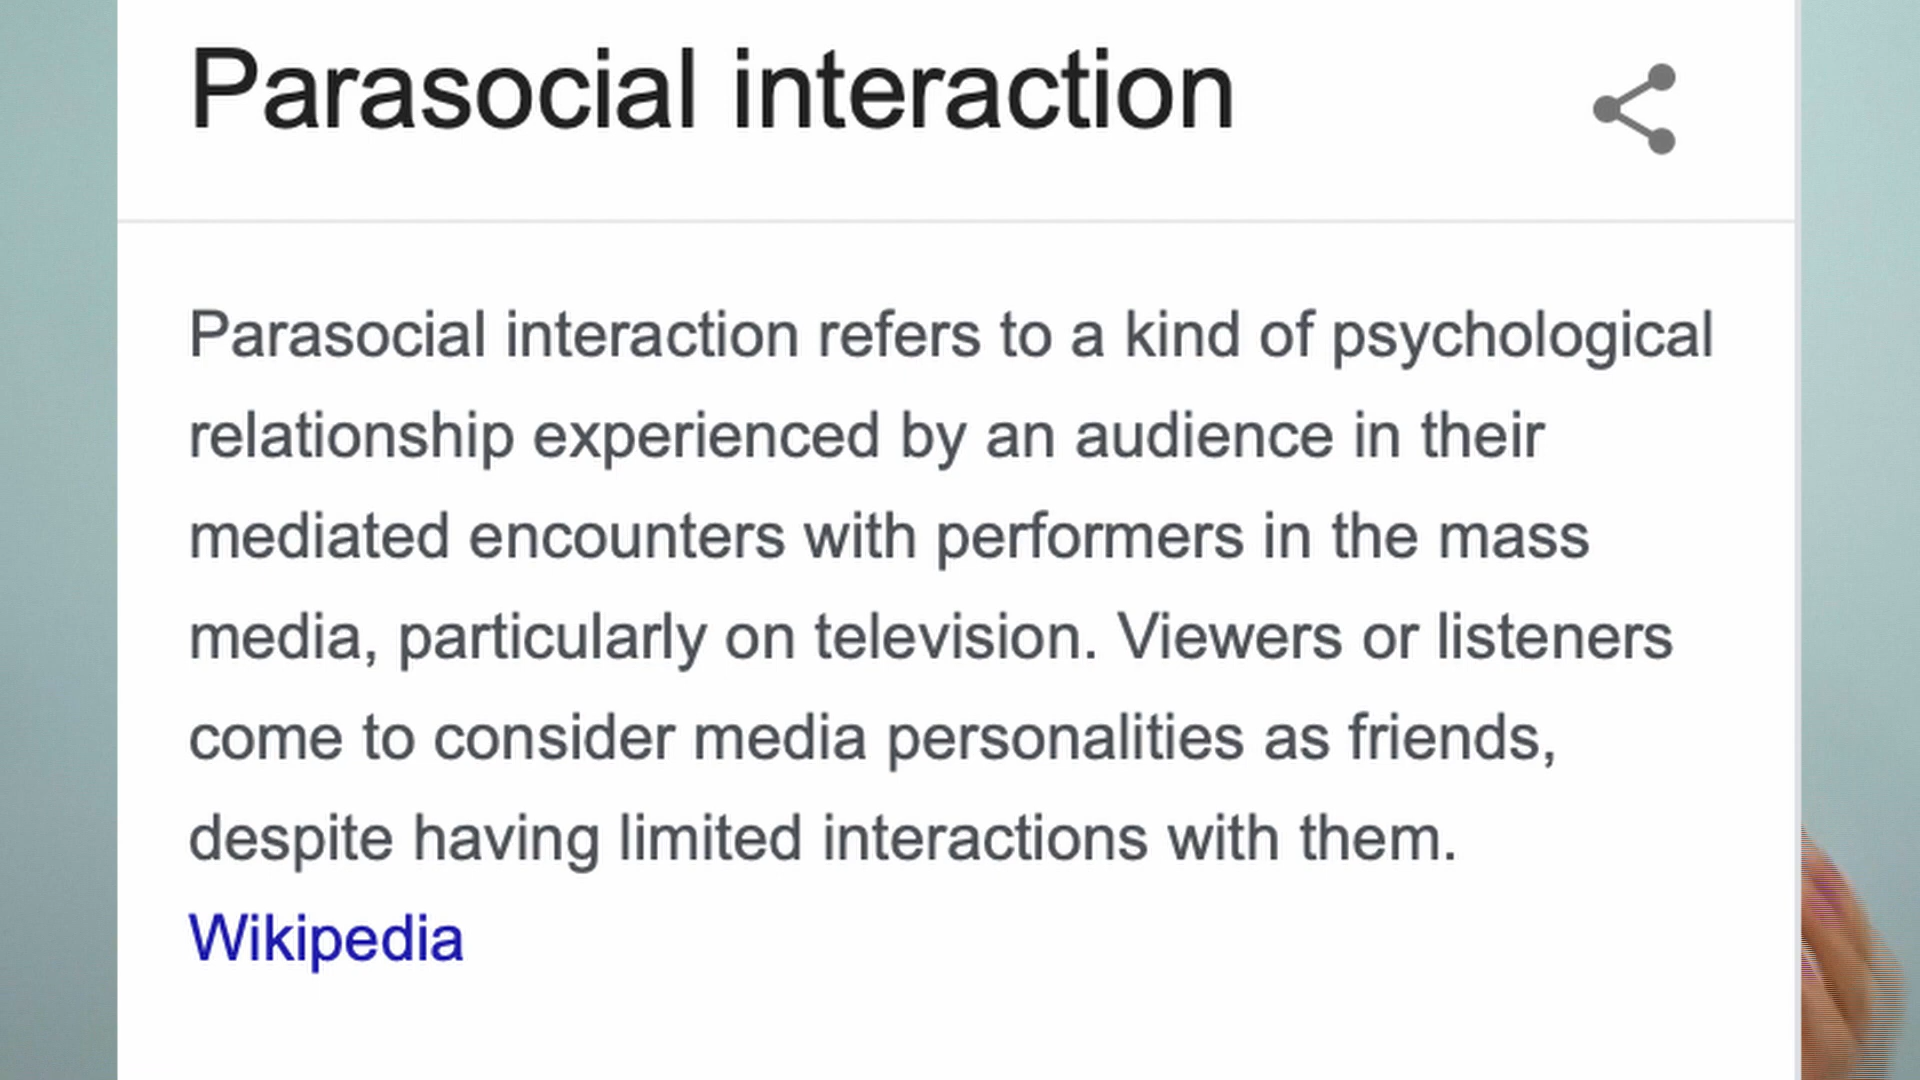 Parasocial interaction
Parasocial interaction refers to a kind of psychological
relationship experienced by an audience in their
mediated encounters with performers in the mass
media, particularly on television. Viewers or listeners
come to consider media personalities as friends,
despite having limited interactions with them.
Wikipedia